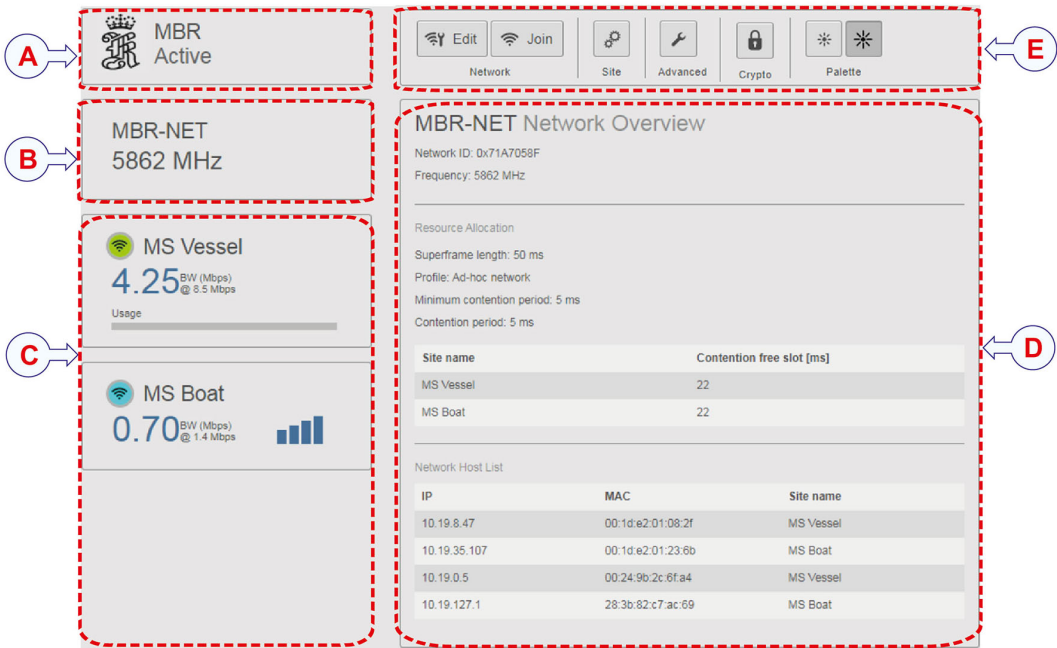 A
MBR
Active
Edit
Join
Network
Site
Advanced
Crypto
Palette
E
B
MBR-NET
5862 MHz
C
MS Vessel
4.25 BW (Mbps)
@ 8.5 Mbps
Usage
MS Boat
0.70 BW (Mbps)
@ 1.4 Mbps
D
MBR-NET Network Overview
Network ID: 0x71A7058F
Frequency: 5862 MHz
Resource Allocation
Superframe length: 50 ms
Profile: Ad-hoc network
Minimum contention period: 5 ms
Contention period: 5 ms
Site name Contention free slot [ms]
MS Vessel 22
MS Boat 22
Network Host List
IP MAC Site name
10.19.8.47 00:1d:e2:01:08:2f MS Vessel
10.19.35.107 00:1d:e2:01:23:6b MS Boat
10.19.0.5 00:24:9b:2c:6f:a4 MS Vessel
10.19.127.1 28:3b:82:c7:ac:69 MS Boat